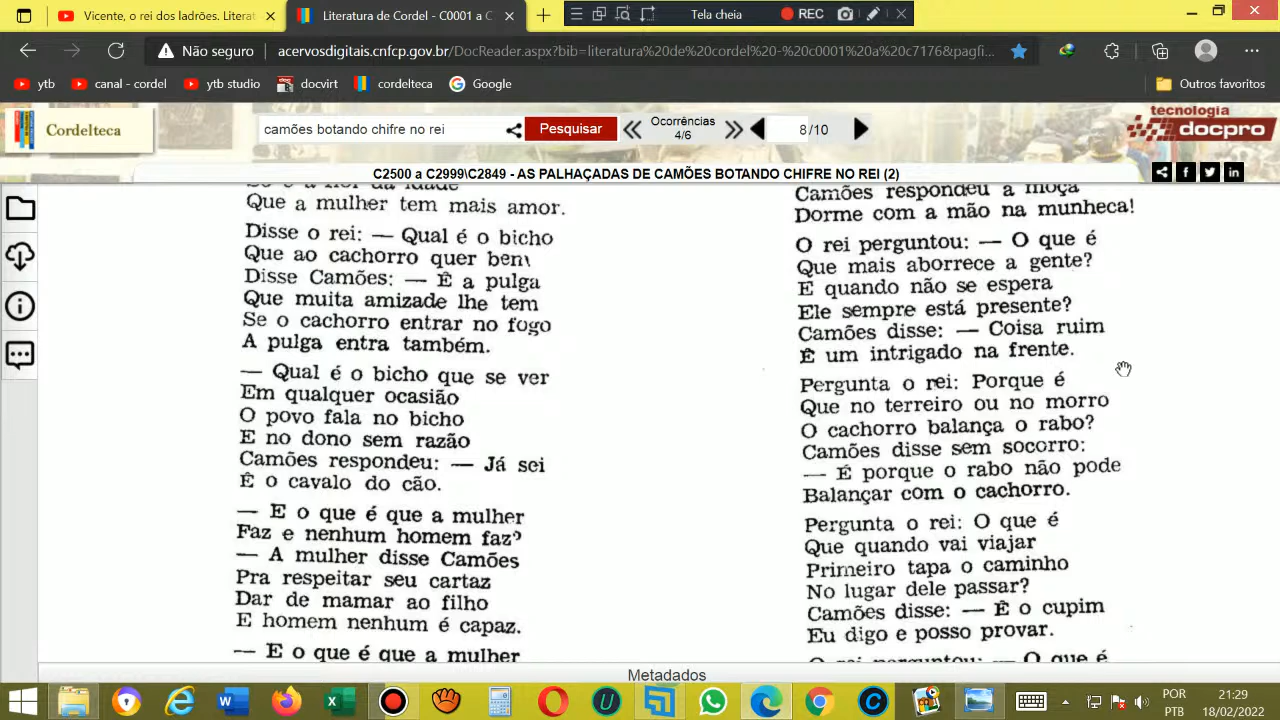 Vicente, o rei dos ladrões. Literat
Literatura de Cordel - C0001 a C
Tela cheia
REC
Não seguro
acervosdigitais.cnfcp.gov.br/DocReader.aspx?bib=literatura%20de%20cordel%20-%20c0001%20a%20c7176&pagfi...
ytb
canal - cordel
ytb studio
docvirt
cordelteca
Google
Outros favoritos
Cordelteca
camões botando chifre no rei
Pesquisar
Ocorrências
4/6
8/10
tecnologia
docpro
C2500 a C2999\C2849 - AS PALHAÇADAS DE CAMÕES BOTANDO CHIFRE NO REI (2)
Só é a flor da idade
Que a mulher tem mais amor.
Disse o rei: — Qual é o bicho
Que ao cachorro quer bem
Disse Camões: — Ê a pulga
Que muita amizade lhe tem
Se o cachorro entrar no fogo
A pulga entra também.
— Qual é o bicho que se ver
Em qualquer ocasião
O povo fala no bicho
E no dono sem razão
Camões respondeu: — Já sei
Ê o cavalo do cão.
— E o que é que a mulher
Faz e nenhum homem faz?
— A mulher disse Camões
Pra respeitar seu cartaz
Dar de mamar ao filho
E homem nenhum é capaz.
— E o que é que a mulher
Camões respondeu a moça
Dorme com a mão na munheca!
O rei perguntou: — O que é
Que mais aborrece a gente?
E quando não se espera
Ele sempre está presente?
Camões disse: — Coisa ruim
Ê um intrigado na frente.
Pergunta o rei: Porque é
Que no terreiro ou no morro
O cachorro balança o rabo?
Camões disse sem socorro:
— É porque o rabo não pode
Balançar com o cachorro.
Pergunta o rei: O que é
Que quando vai viajar
Primeiro tapa o caminho
No lugar dele passar?
Camões disse: — Ê o cupim
Eu digo e posso provar.
O rei perguntou: — O que é
Metadados
POR
PTB
21:29
18/02/2022